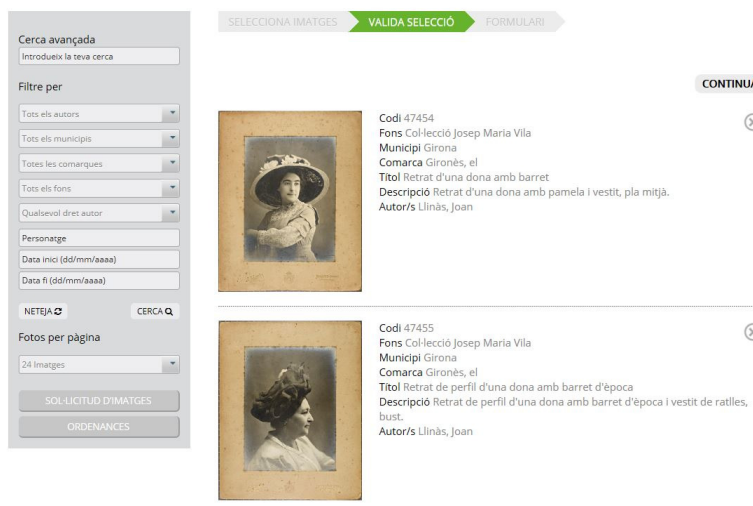 Cerca avançada
Introdueix la teva cerca
Filtre per
Tots els autors
Tots els municipis
Totes les comarques
Tots els fons
Qualsevol dret autor
Personatge
Data inici (dd/mm/aaaa)
Data fi (dd/mm/aaaa)
NETEJA CERCA
Fotos per pàgina
24 Imatges
SOL·LICITUD D'IMATGES
ORDENANCES
SELECCIONA IMATGES VALIDA SELECCIÓ FORMULARI
CONTINUA
Codi 47454
Fons Col·lecció Josep Maria Vila
Municipi Girona
Comarca Gironès, el
Títol Retrat d'una dona amb barret
Descripció Retrat d'una dona amb pamela i vestit, pla mitjà.
Autor/s Llinàs, Joan
Codi 47455
Fons Col·lecció Josep Maria Vila
Municipi Girona
Comarca Gironès, el
Títol Retrat de perfil d'una dona amb barret d'època
Descripció Retrat de perfil d'una dona amb barret d'època i vestit de ratlles,
bust.
Autor/s Llinàs, Joan